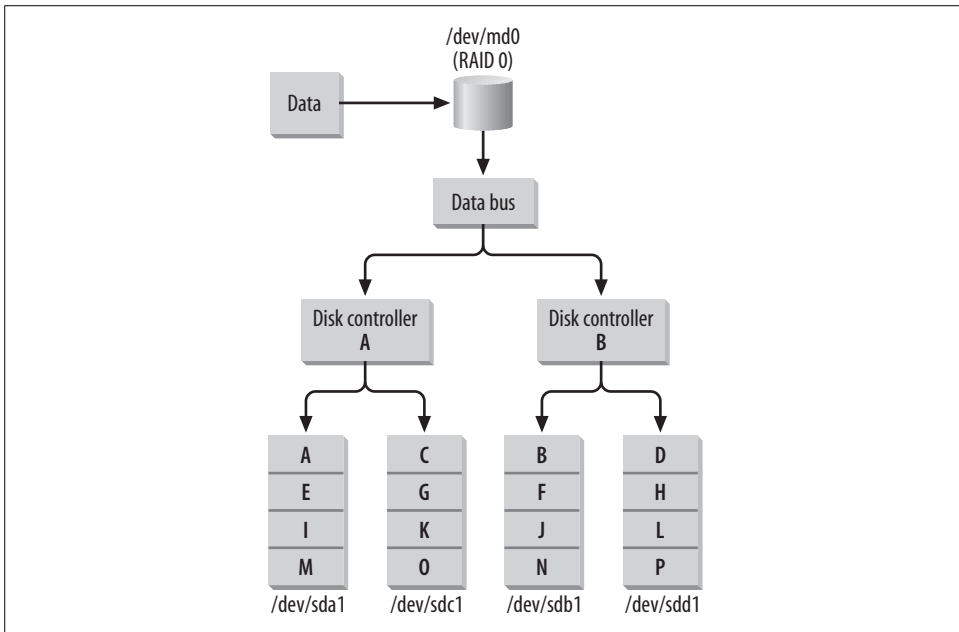 /dev/md0
(RAID 0)
Data
Data bus
Disk controller
A
Disk controller
B
A
E
I
M
/dev/sda1
C
G
K
O
/dev/sdc1
B
F
J
N
/dev/sdb1
D
H
L
P
/dev/sdd1